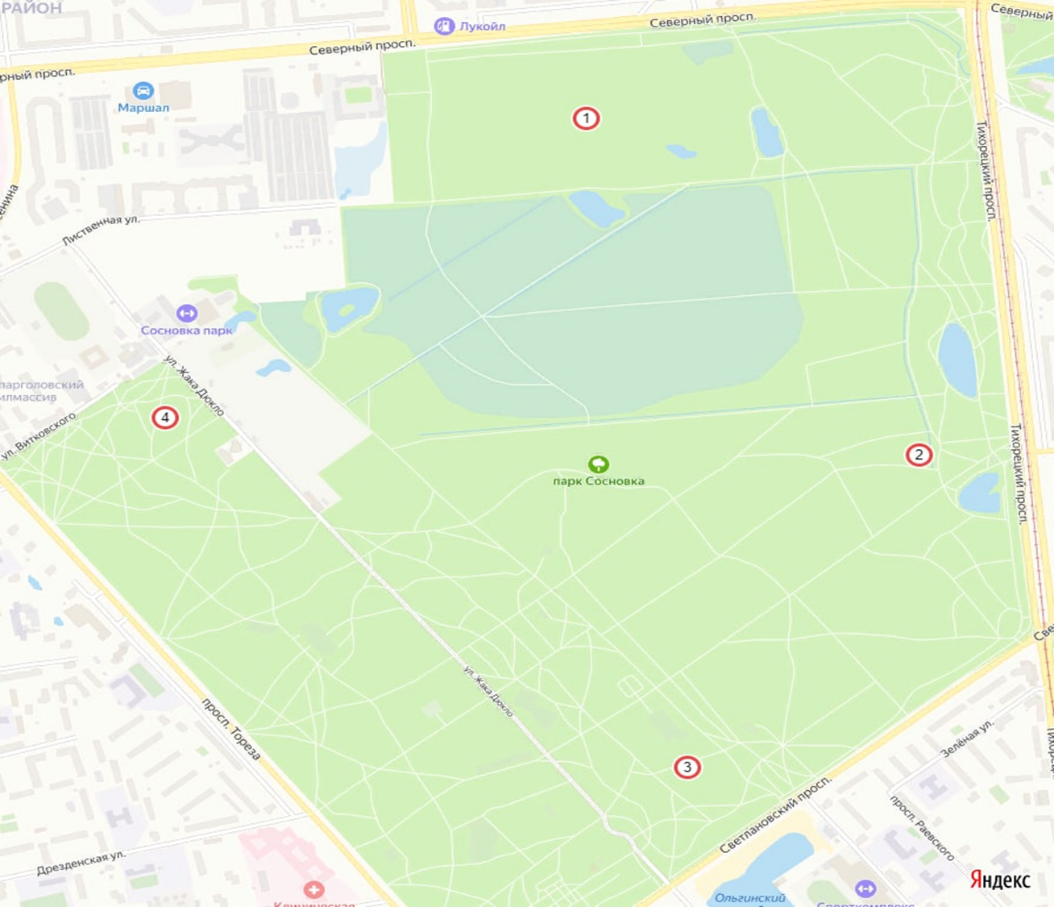 РАЙОН
Лукойл
Северный просп.
Северный просп.
Северный
рный просп.
Маршал
Тихорецкий просп.
Лиственная ул.
Сосновка парк
ул. Жака Дюкло
4
1
ул. Витковского
2
Тихорецкий просп.
парк Сосновка
ул. Жака Дюкло
просп. Тореза
3
Зелёная ул.
Светлановский просп.
просп. Раевского
Дрезденская ул.
Яндекс
Ольгинский